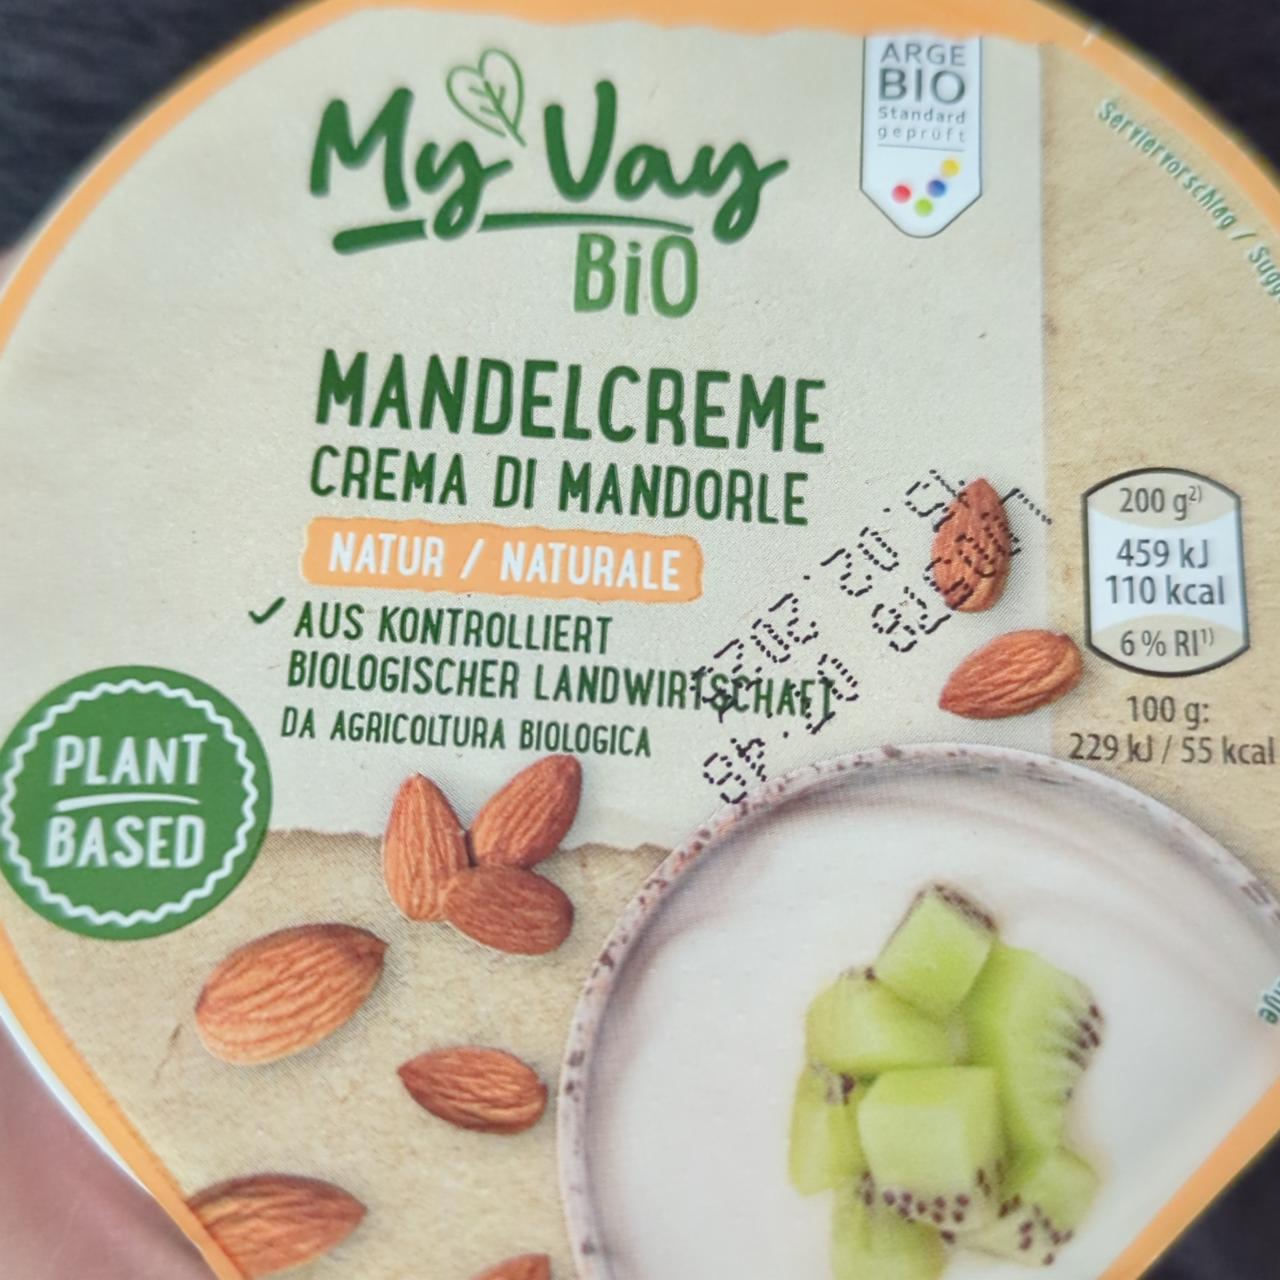 My Vay
BiO
ARGE
BIO
Standard
geprüft
Serviervorschlag /
MANDELCREME
CREMA DI MANDORLE
NATUR / NATURALE
AUS KONTROLLIERT
BIOLOGISCHER LANDWIRTSCHAFT
DA AGRICOLTURA BIOLOGICA
PLANT
BASED
200 g²⁾
459 kJ
110 kcal
6 % RI¹⁾
100 g:
229 kJ / 55 kcal